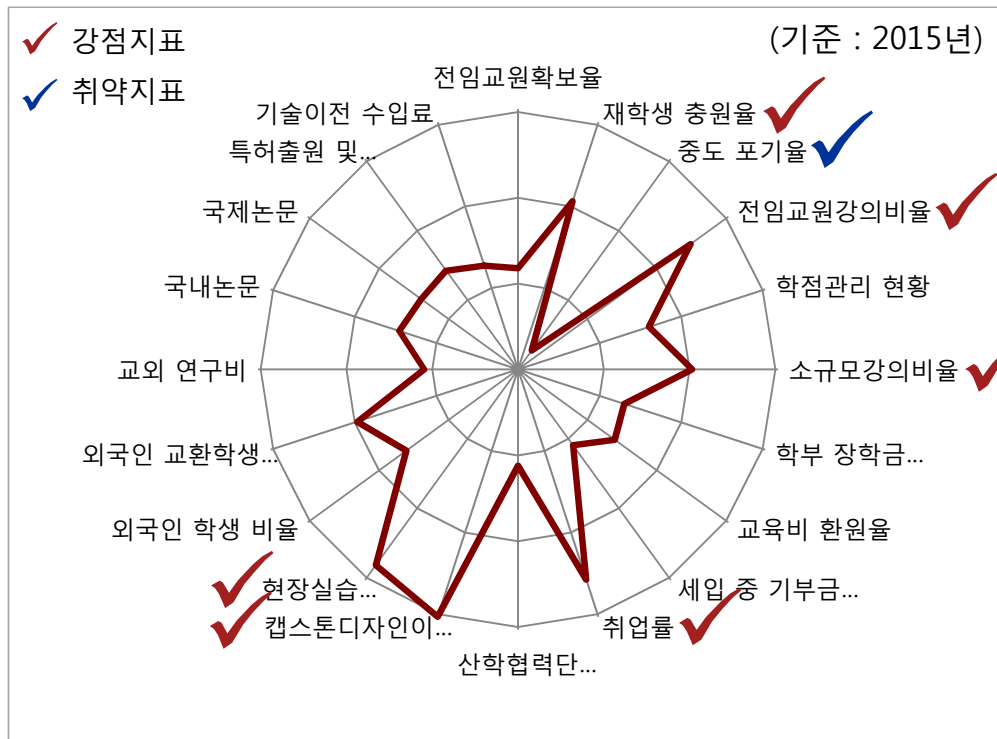 강점지표
취약지표
(기준 : 2015년)
전임교원확보율
재학생 충원율
중도 포기율
전임교원강의비율
학점관리 현황
소규모강의비율
학부 장학금...
교육비 환원율
세입 중 기부금...
취업률
산학협력단...
캡스톤디자인이...
현장실습...
외국인 학생 비율
외국인 교환학생...
교외 연구비
국내논문
국제논문
특허출원 및...
기술이전 수입료